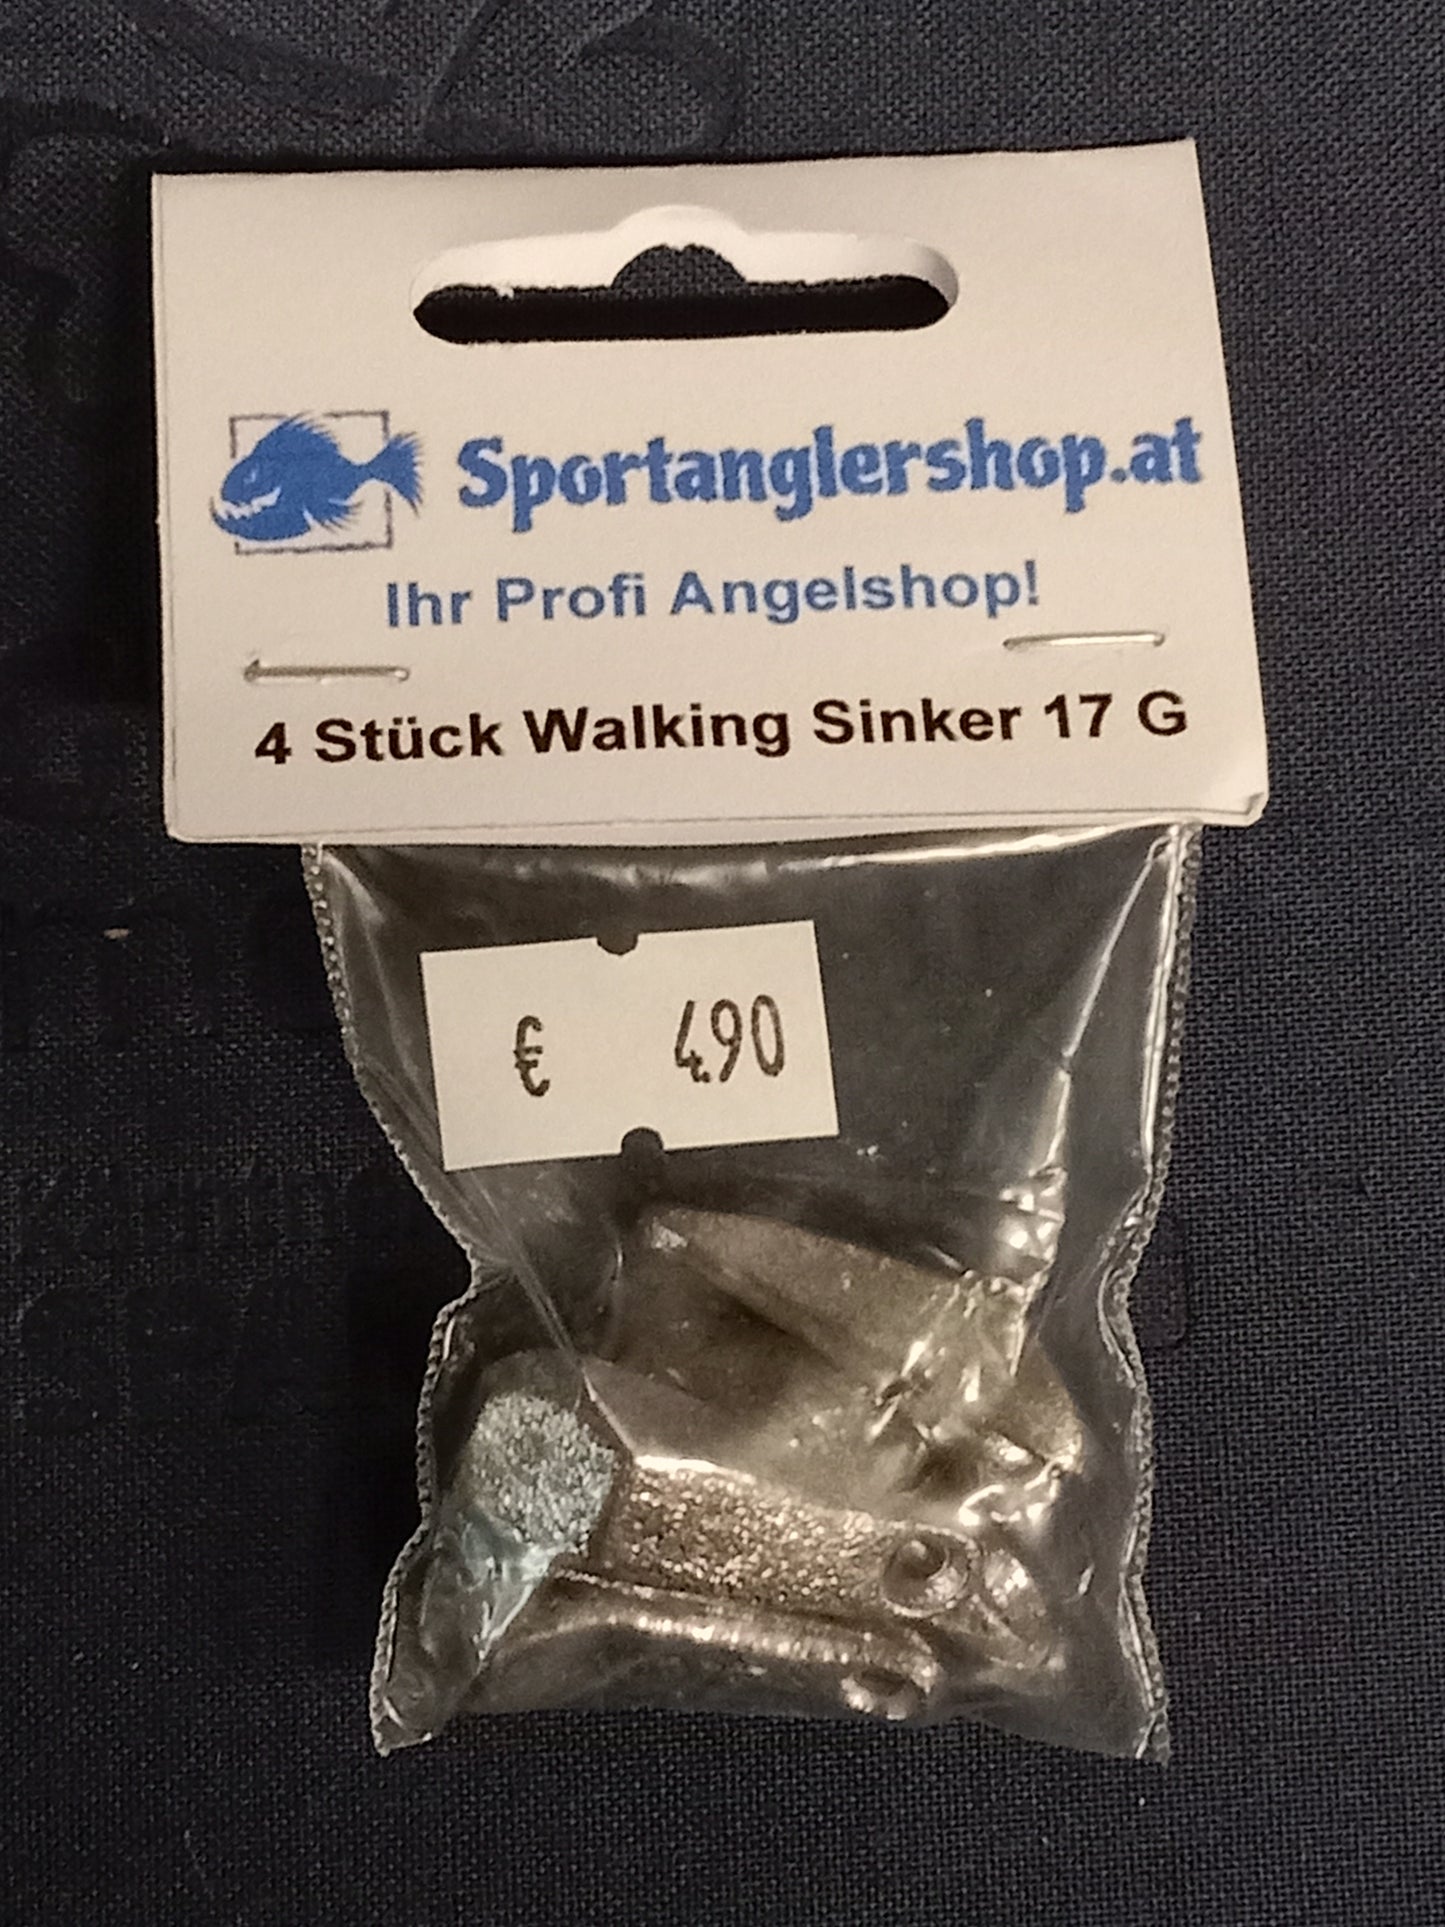 Sportanglershop.at
Ihr Profi Angelshop!
4 Stück Walking Sinker 17 G
€ 4.90